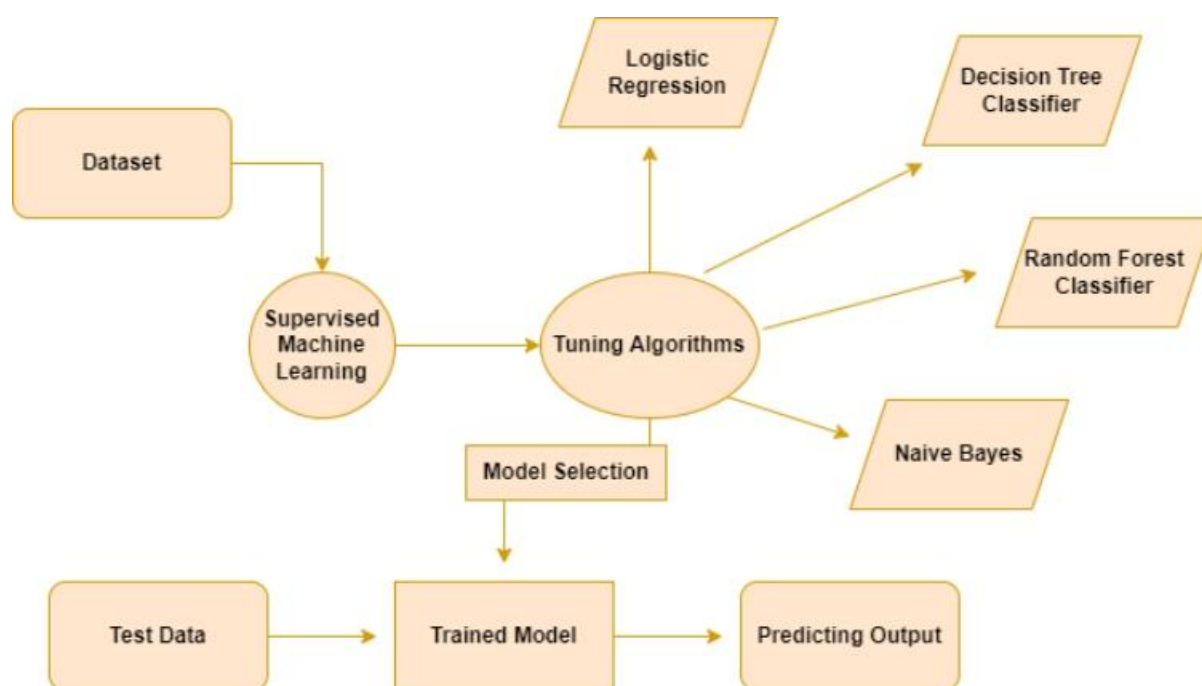 Logistic
Regression
Decision Tree
Classifier
Dataset
Random Forest
Classifier
Supervised
Machine
Learning
Tuning Algorithms
Naive Bayes
Model Selection
Test Data
Trained Model
Predicting Output